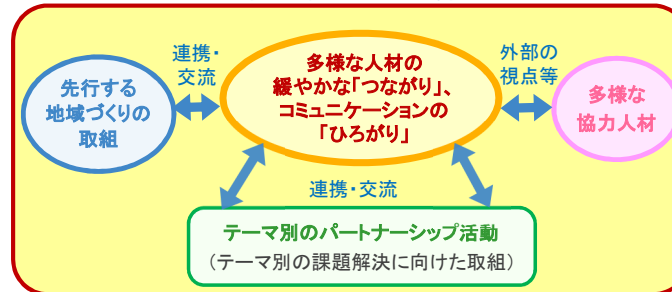 先行する
地域づくりの
取組
連携・
交流
多様な人材の
緩やかな「つながり」、
コミュニケーションの
「ひろがり」
外部の
視点等
多様な
協力人材
連携・交流
テーマ別のパートナーシップ活動
（テーマ別の課題解決に向けた取組）